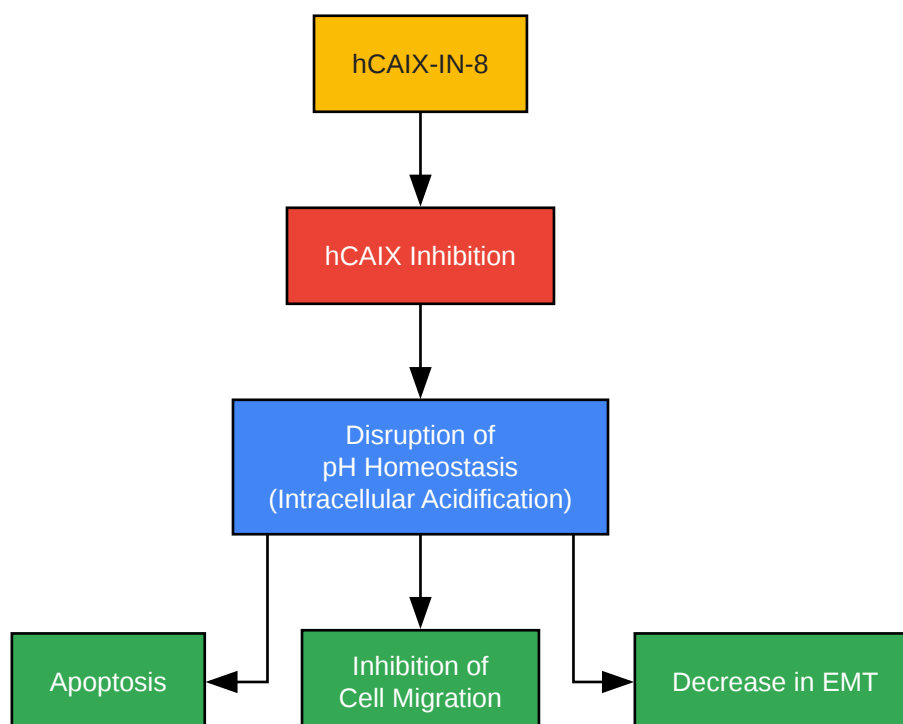 hCAIX-IN-8
hCAIX Inhibition
Disruption of
pH Homeostasis
(Intracellular Acidification)
Apoptosis
Inhibition of
Cell Migration
Decrease in EMT